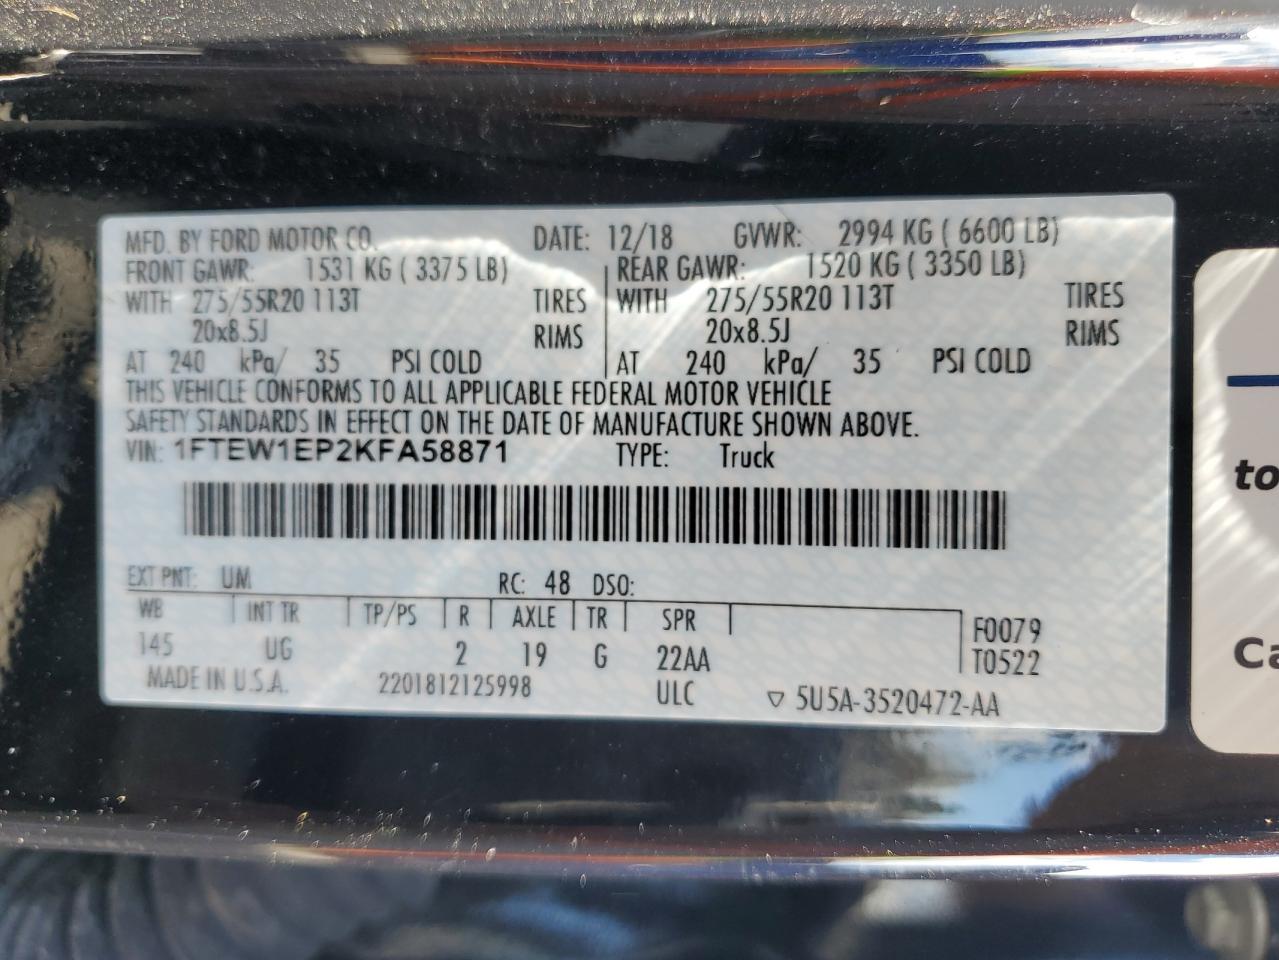 MFD. BY FORD MOTOR CO. DATE: 12/18 GVWR: 2994 KG ( 6600 LB)
FRONT GAWR: 1531 KG ( 3375 LB) REAR GAWR: 1520 KG ( 3350 LB)
WITH 275/55R20 113T TIRES WITH 275/55R20 113T TIRES
20x8.5J RIMS 20x8.5J RIMS
AT 240 kPa/ 35 PSI COLD AT 240 kPa/ 35 PSI COLD
THIS VEHICLE CONFORMS TO ALL APPLICABLE FEDERAL MOTOR VEHICLE
SAFETY STANDARDS IN EFFECT ON THE DATE OF MANUFACTURE SHOWN ABOVE.
VIN: 1FTEW1EP2KFA58871 TYPE: Truck
EXT PNT: UM RC: 48 DSO:
WB INT TR TP/PS R AXLE TR SPR F0079
145 UG 2 19 G 22AA T0522
MADE IN U.S.A. 2201812125998 ULC ▽ 5U5A-3520472-AA
to
Ca